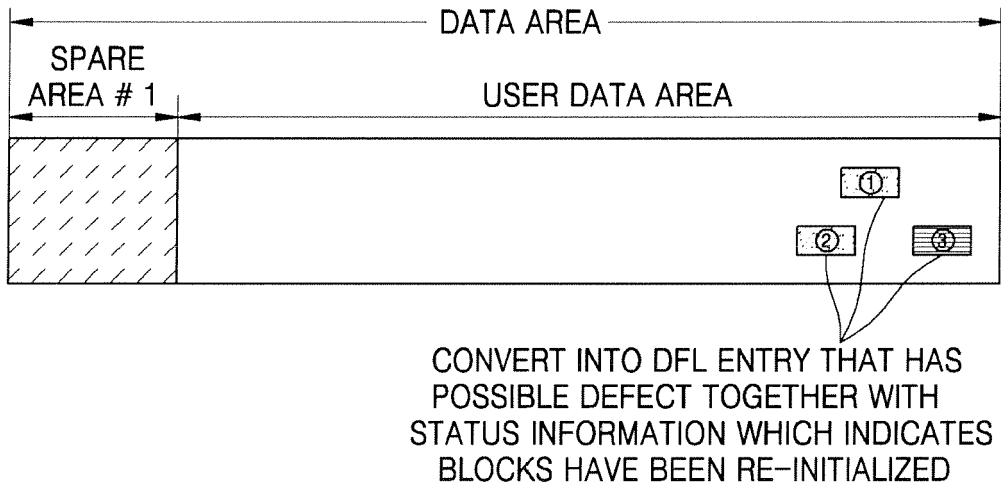 DATA AREA
SPARE
AREA # 1
USER DATA AREA
①
②
③
CONVERT INTO DFL ENTRY THAT HAS
POSSIBLE DEFECT TOGETHER WITH
STATUS INFORMATION WHICH INDICATES
BLOCKS HAVE BEEN RE-INITIALIZED